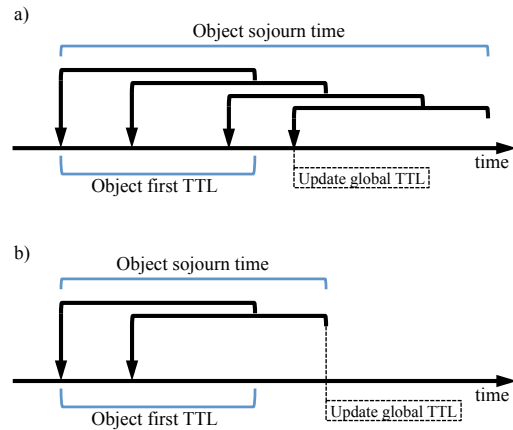 a)
Object sojourn time
time
Object first TTL
Update global TTL
b)
Object sojourn time
time
Object first TTL
Update global TTL